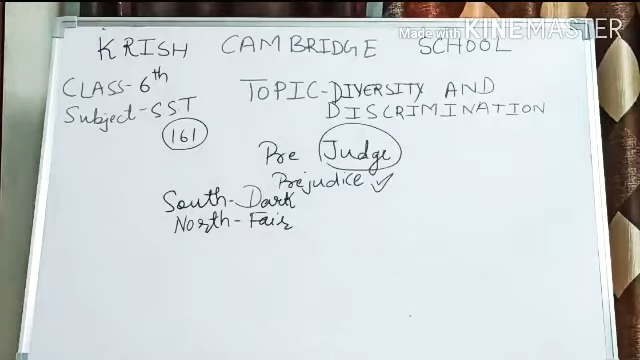 Made with KINEMASTER
KRISH CAMBRIDGE SCHOOL
CLASS-6th
Subject-SST
161
TOPIC-DIVERSITY AND
DISCRIMINATION
Pre Judge
Prejudice ✓
South-Dark
North-Fair